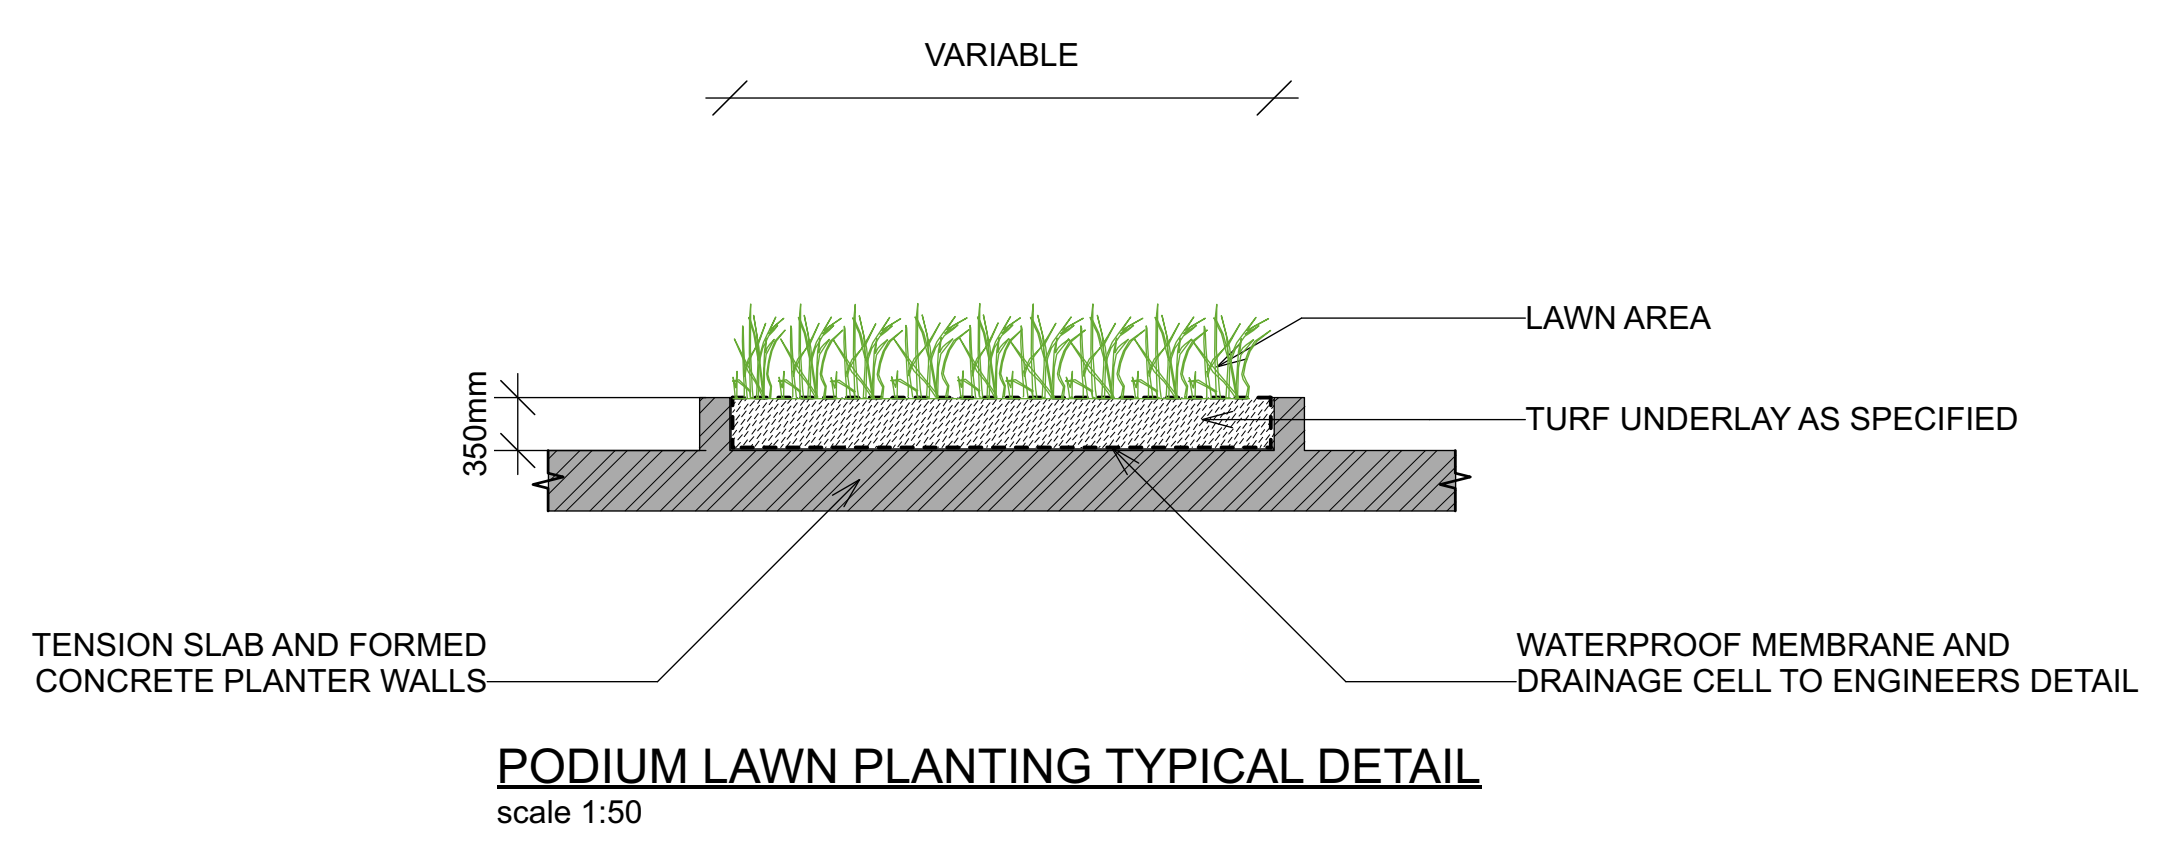 VARIABLE
LAWN AREA
350mm
TURF UNDERLAY AS SPECIFIED
TENSION SLAB AND FORMED
CONCRETE PLANTER WALLS
WATERPROOF MEMBRANE AND
DRAINAGE CELL TO ENGINEERS DETAIL
PODIUM LAWN PLANTING TYPICAL DETAIL
scale 1:50